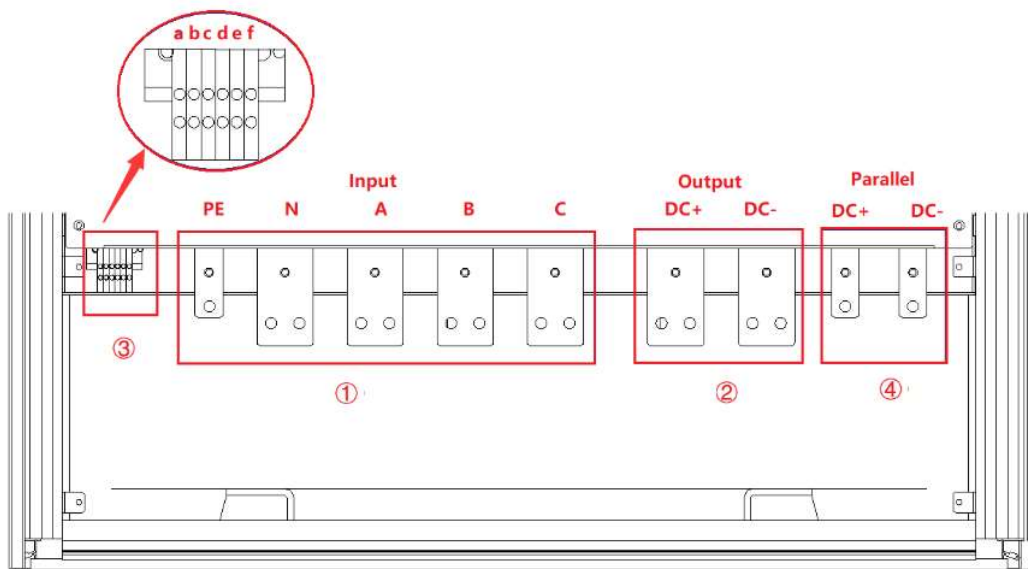 a b c d e f
Input Output Parallel
PE N A B C DC+ DC- DC+ DC-
③ ① ② ④